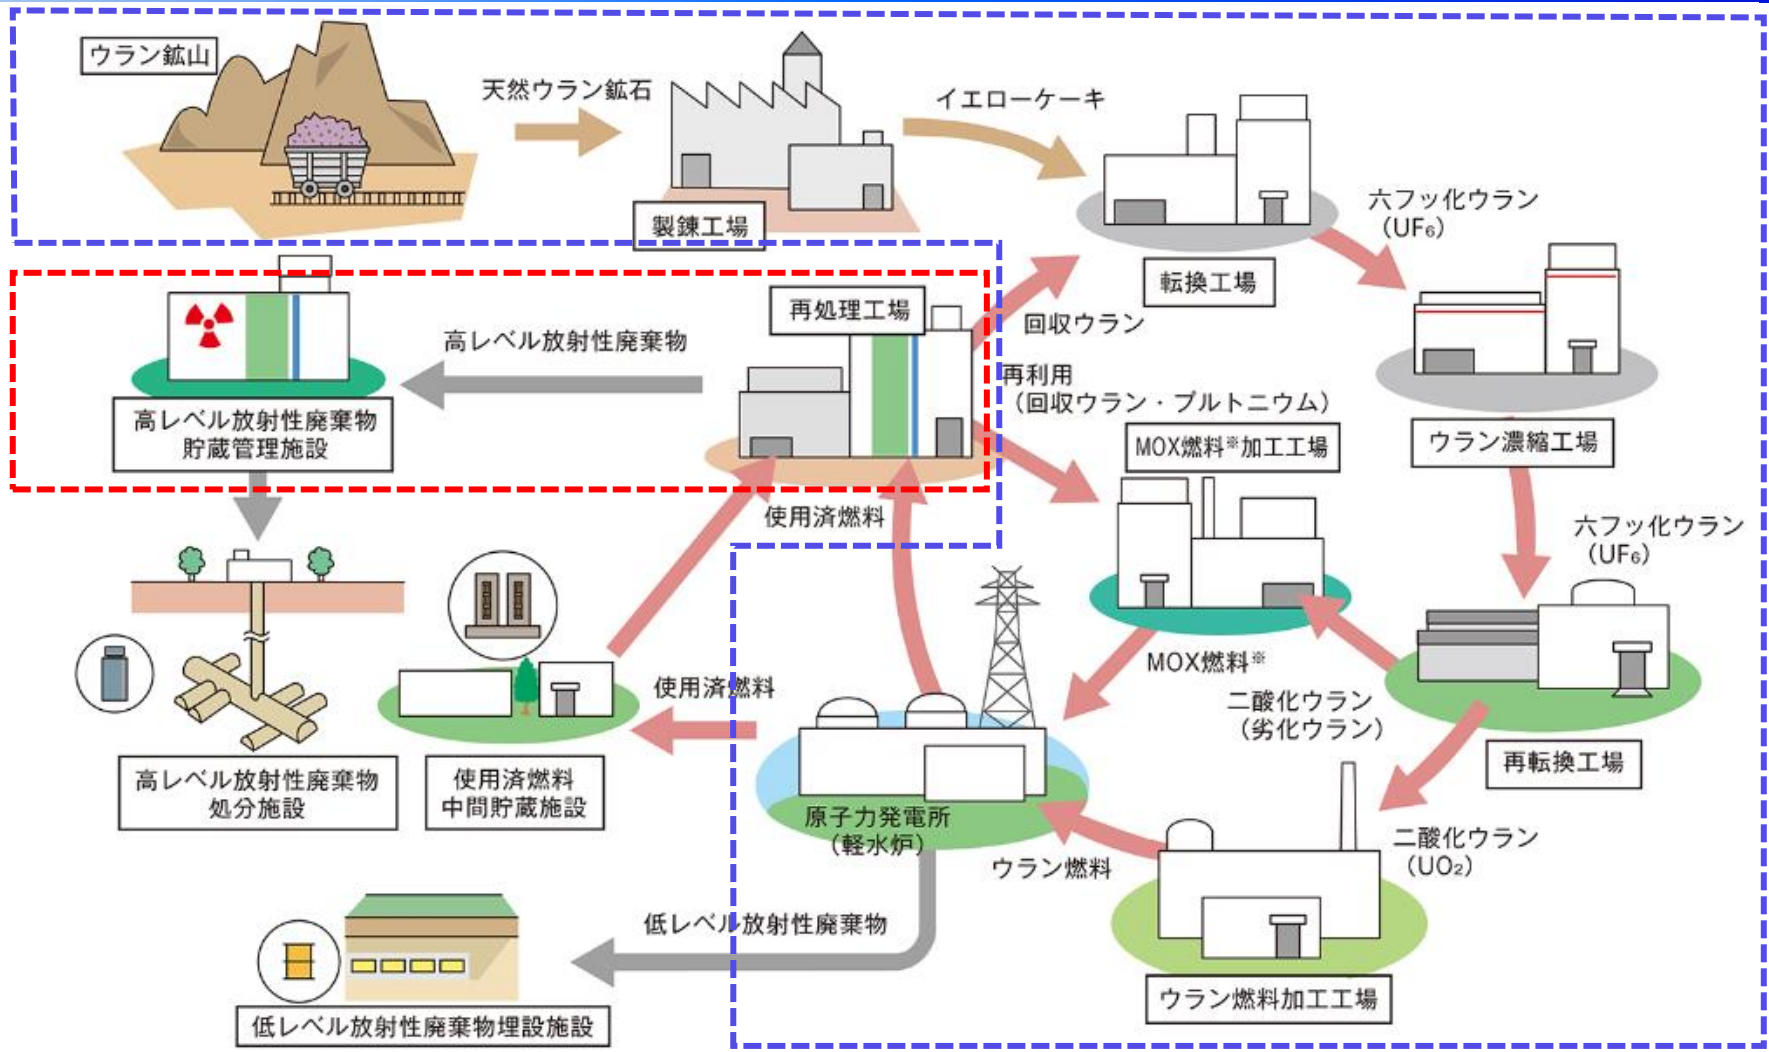 ウラン鉱山
天然ウラン鉱石
イエローケーキ
製錬工場
六フッ化ウラン
（UF₆）
転換工場
再処理工場
回収ウラン
高レベル放射性廃棄物
再利用
（回収ウラン・プルトニウム）
高レベル放射性廃棄物
貯蔵管理施設
MOX燃料※加工工場
ウラン濃縮工場
使用済燃料
六フッ化ウラン
（UF₆）
MOX燃料※
使用済燃料
二酸化ウラン
（劣化ウラン）
再転換工場
高レベル放射性廃棄物
処分施設
使用済燃料
中間貯蔵施設
原子力発電所
（軽水炉）
二酸化ウラン
（UO₂）
ウラン燃料
低レベル放射性廃棄物
ウラン燃料加工工場
低レベル放射性廃棄物埋設施設